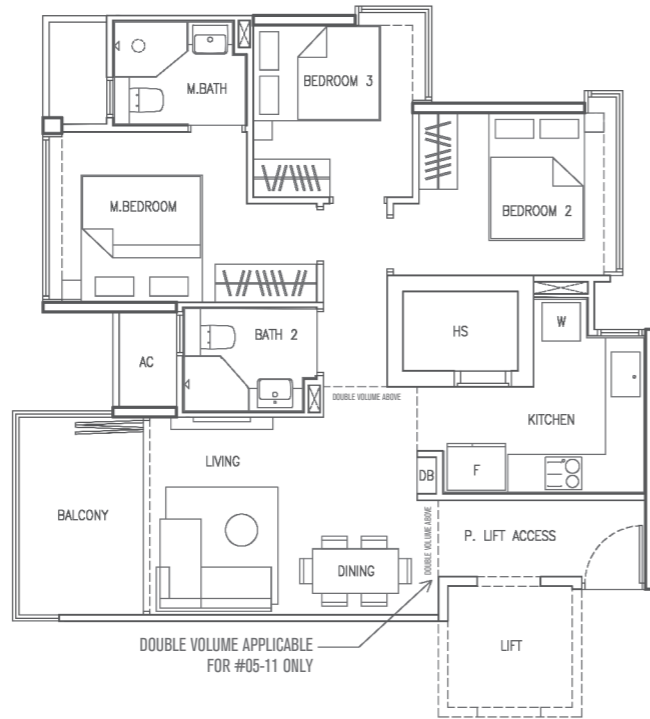 M.BATH
BEDROOM 3
M.BEDROOM
BEDROOM 2
BATH 2
HS
W
AC
DOUBLE VOLUME ABOVE
KITCHEN
LIVING
DB
F
BALCONY
DOUBLE VOLUME ABOVE
P. LIFT ACCESS
DINING
DOUBLE VOLUME APPLICABLE
FOR #05-11 ONLY
LIFT